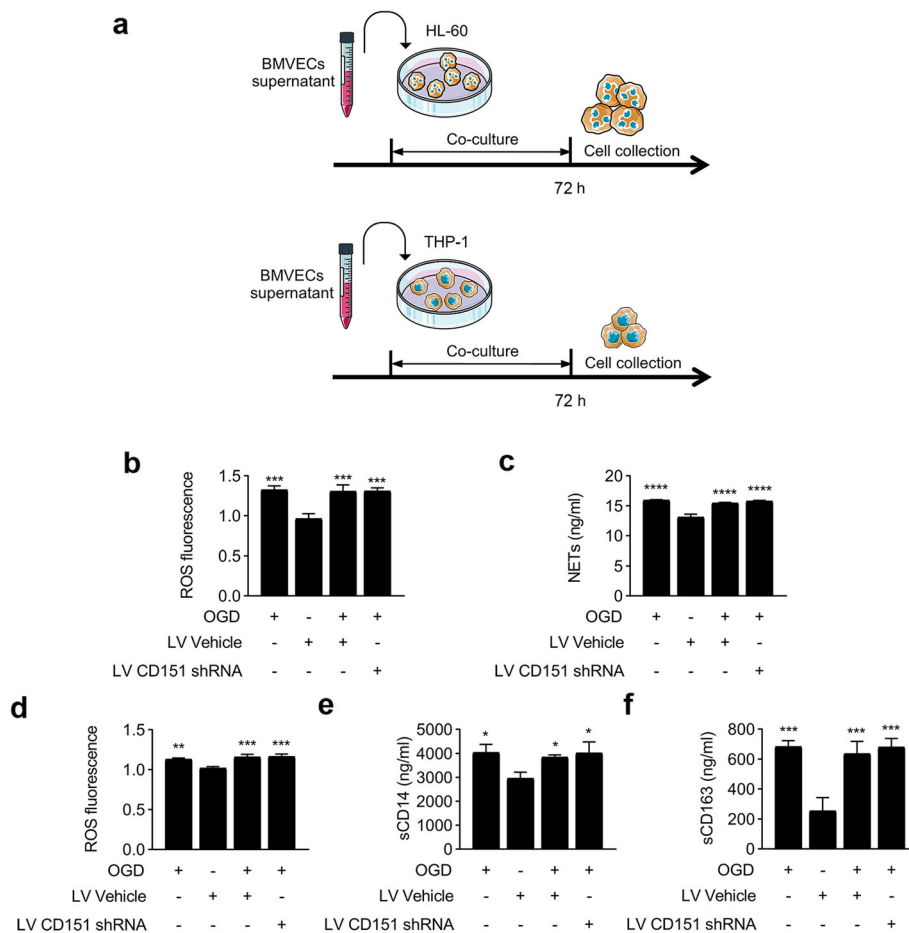 a
HL-60
BMVECs
supernatant
Co-culture
Cell collection
72 h
THP-1
BMVECs
supernatant
Co-culture
Cell collection
72 h
b
ROS fluorescence
1.5
1.0
0.5
0.0
*** *** ***
OGD + - + +
LV Vehicle - + + -
LV CD151 shRNA - - - +
c
NETs (ng/ml)
20
15
10
5
0
**** **** ****
OGD + - + +
LV Vehicle - + + -
LV CD151 shRNA - - - +
d
ROS fluorescence
1.5
1.0
0.5
0.0
** *** ***
OGD + - + +
LV Vehicle - + + -
LV CD151 shRNA - - - +
e
sCD14 (ng/ml)
5000
4000
3000
2000
1000
0
* * *
OGD + - + +
LV Vehicle - + + -
LV CD151 shRNA - - - +
f
sCD163 (ng/ml)
800
600
400
200
0
*** *** ***
OGD + - + +
LV Vehicle - + + -
LV CD151 shRNA - - - +